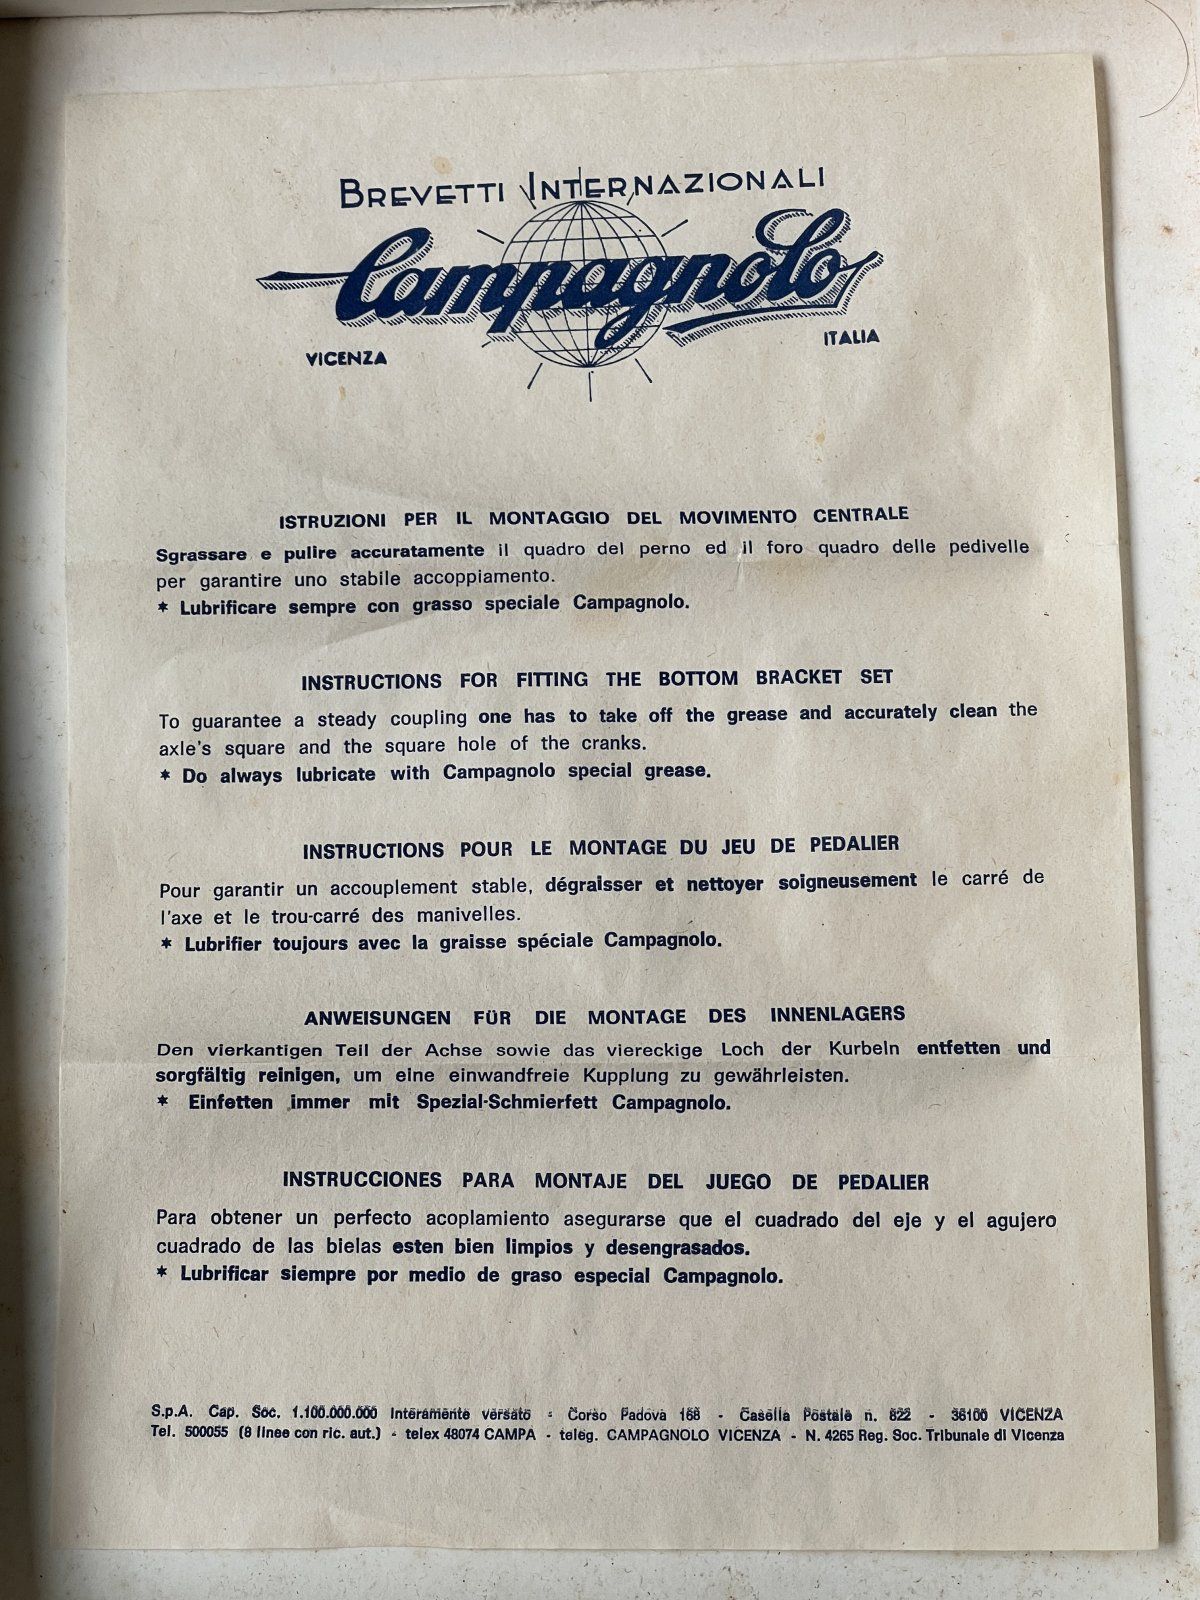 BREVETTI INTERNAZIONALI
Campagnolo
VICENZA
ITALIA
ISTRUZIONI PER IL MONTAGGIO DEL MOVIMENTO CENTRALE
Sgrassare e pulire accuratamente il quadro del perno ed il foro quadro delle pedivelle
per garantire uno stabile accoppiamento.
* Lubrificare sempre con grasso speciale Campagnolo.
INSTRUCTIONS FOR FITTING THE BOTTOM BRACKET SET
To guarantee a steady coupling one has to take off the grease and accurately clean the
axle's square and the square hole of the cranks.
* Do always lubricate with Campagnolo special grease.
INSTRUCTIONS POUR LE MONTAGE DU JEU DE PEDALIER
Pour garantir un accouplement stable, dégraisser et nettoyer soigneusement le carré de
l'axe et le trou-carré des manivelles.
* Lubrifier toujours avec la graisse spéciale Campagnolo.
ANWEISUNGEN FÜR DIE MONTAGE DES INNENLAGERS
Den vierkantigen Teil der Achse sowie das viereckige Loch der Kurbeln entfetten und
sorgfältig reinigen, um eine einwandfreie Kupplung zu gewährleisten.
* Einfetten immer mit Spezial-Schmierfett Campagnolo.
INSTRUCCIONES PARA MONTAJE DEL JUEGO DE PEDALIER
Para obtener un perfecto acoplamiento asegurarse que el cuadrado del eje y el agujero
cuadrado de las bielas esten bien limpios y desengrasados.
* Lubrificar siempre por medio de graso especial Campagnolo.
S.p.A. Cap. Soc. 1.100.000.000 Interamente versato - Corso Padova 168 - Casella Postale n. 822 - 36100 VICENZA
Tel. 500055 (8 linee con ric. aut.) - telex 48074 CAMPA - teleg. CAMPAGNOLO VICENZA - N. 4265 Reg. Soc. Tribunale di Vicenza